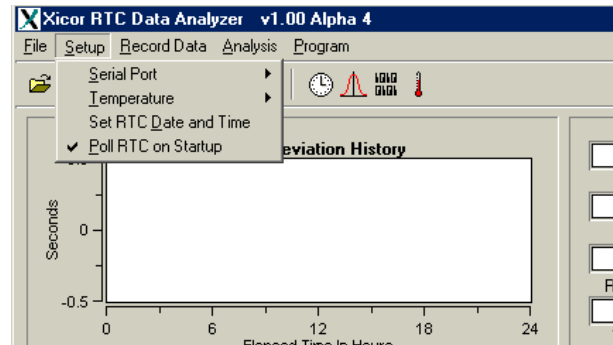 Xicor RTC Data Analyzer v1.00 Alpha 4
File Setup Record Data Analysis Program
Serial Port
Temperature
Set RTC Date and Time
Poll RTC on Startup
eviation History
Seconds
0
-0.5
0 6 12 18 24
Elapsed Time In Hours